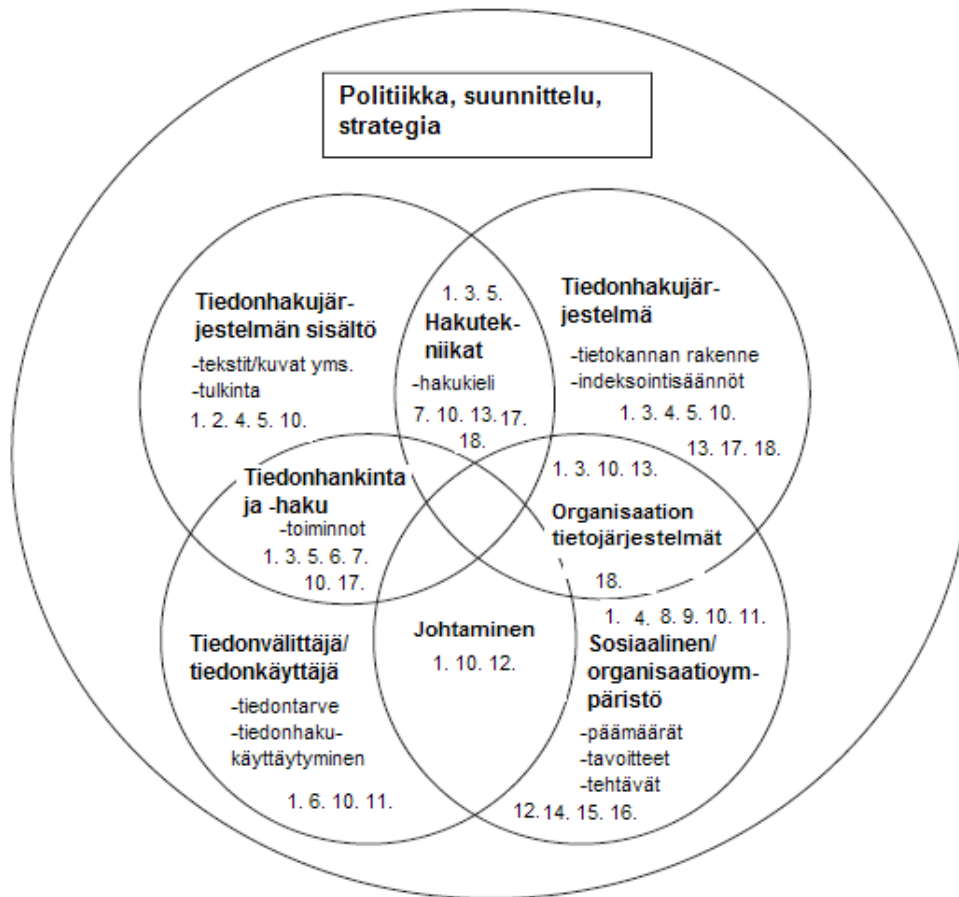 Politiikka, suunnittelu,
strategia
Tiedonhakujär-
jestelmän sisältö
-tekstit/kuvat yms.
-tulkinta
1. 2. 4. 5. 10.
1. 3. 5.
Hakutek-
niikat
-hakukieli
7. 10. 13. 17.
18.
Tiedonhakujär-
jestelmä
-tietokannan rakenne
-indeksointisäännöt
1. 3. 4. 5. 10.
13. 17. 18.
Tiedonhankinta
ja -haku
-toiminnot
1. 3. 5. 6. 7.
10. 17.
1. 3. 10. 13.
Organisaation
tietojärjestelmät
18.
Tiedonvälittäjä/
tiedonkäyttäjä
-tiedontarve
-tiedonhaku-
käyttäytyminen
1. 6. 10. 11.
Johtaminen
1. 10. 12.
1. 4. 8. 9. 10. 11.
Sosiaalinen/
organisaatioym-
päristö
-päämäärät
-tavoitteet
-tehtävät
12. 14. 15. 16.